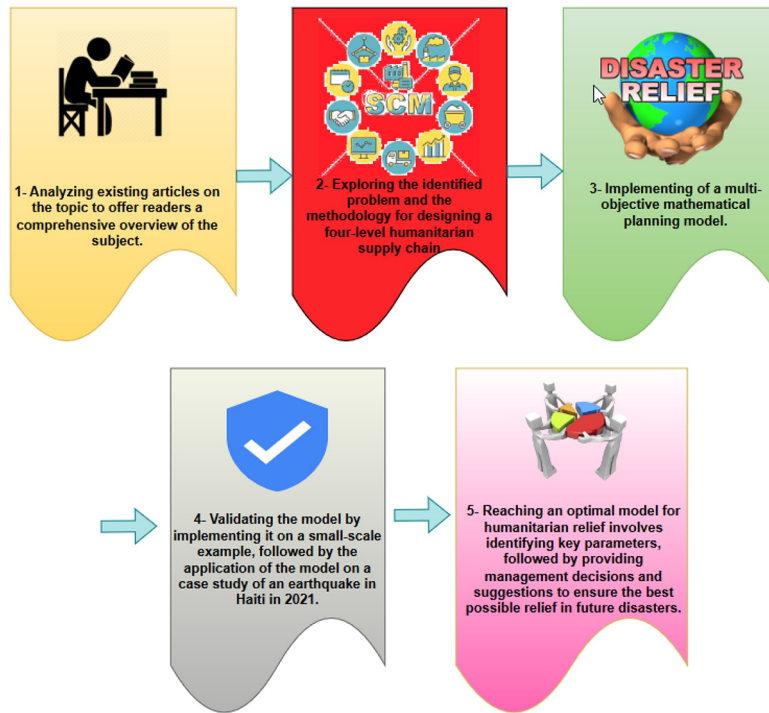 SCM
DISASTER
RELIEF
1- Analyzing existing articles on
the topic to offer readers a
comprehensive overview of the
subject.
2- Exploring the identified
problem and the
methodology for designing a
four-level humanitarian
supply chain
3- Implementing of a multi-
objective mathematical
planning model.
4- Validating the model by
implementing it on a small-scale
example, followed by the
application of the model on a
case study of an earthquake in
Haiti in 2021.
5- Reaching an optimal model for
humanitarian relief involves
identifying key parameters,
followed by providing
management decisions and
suggestions to ensure the best
possible relief in future disasters.